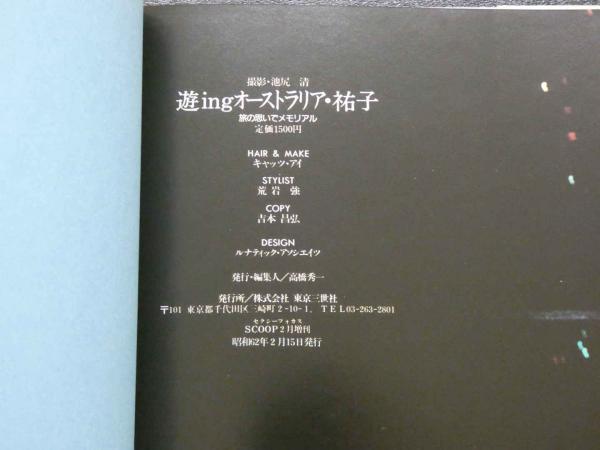 撮影・池尻 清
遊ingオーストラリア・祐子
旅の思いでメモリアル
定価1500円
HAIR & MAKE
キャッツ・アイ
STYLIST
荒岩 強
COPY
吉本 昌弘
DESIGN
ルナティック・アソシエイツ
発行・編集人/高橋秀一
発行所/株式会社 東京三世社
〒101 東京都千代田区三崎町2-10-1. TEL03-263-2801
セクシーフォカス
SCOOP2月増刊
昭和62年2月15日発行